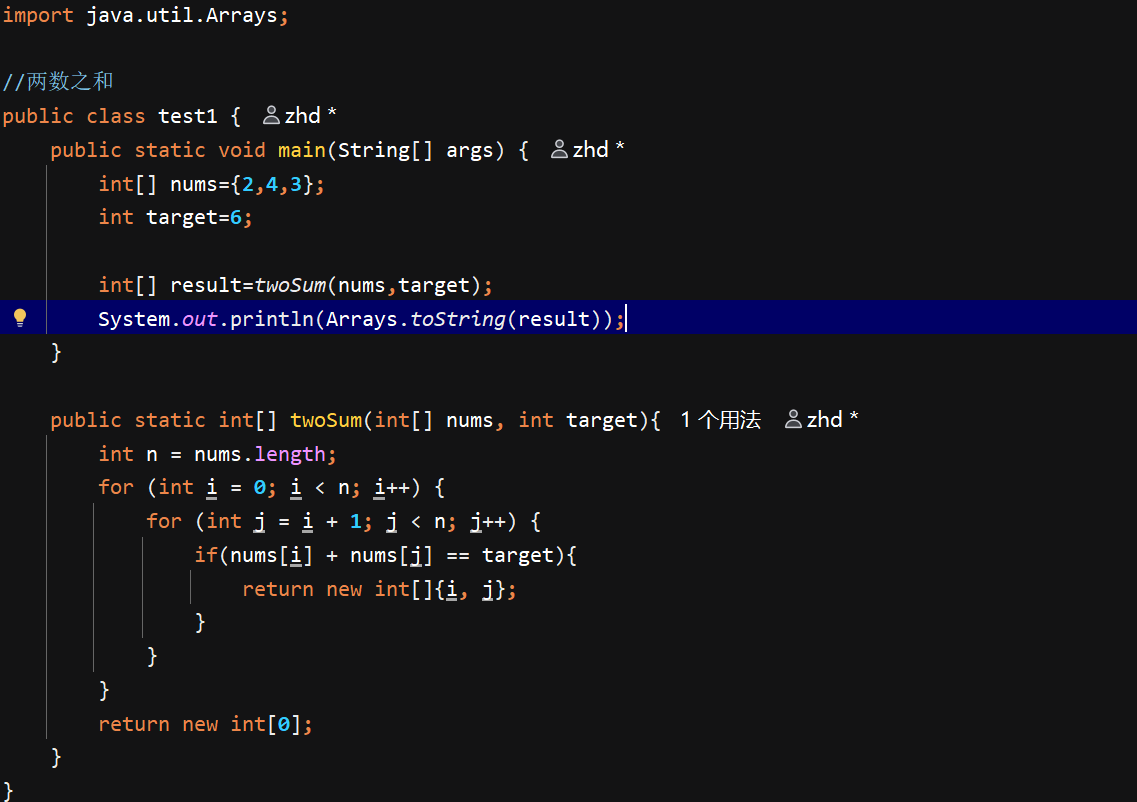 import java.util.Arrays;
//两数之和
public class test1 { zhd *
public static void main(String[] args) { zhd *
int[] nums={2,4,3};
int target=6;
int[] result=twoSum(nums,target);
System.out.println(Arrays.toString(result));
}
public static int[] twoSum(int[] nums, int target){ 1 个用法 zhd *
int n = nums.length;
for (int i = 0; i < n; i++) {
for (int j = i + 1; j < n; j++) {
if(nums[i] + nums[j] == target){
return new int[]{i, j};
}
}
}
return new int[0];
}
}